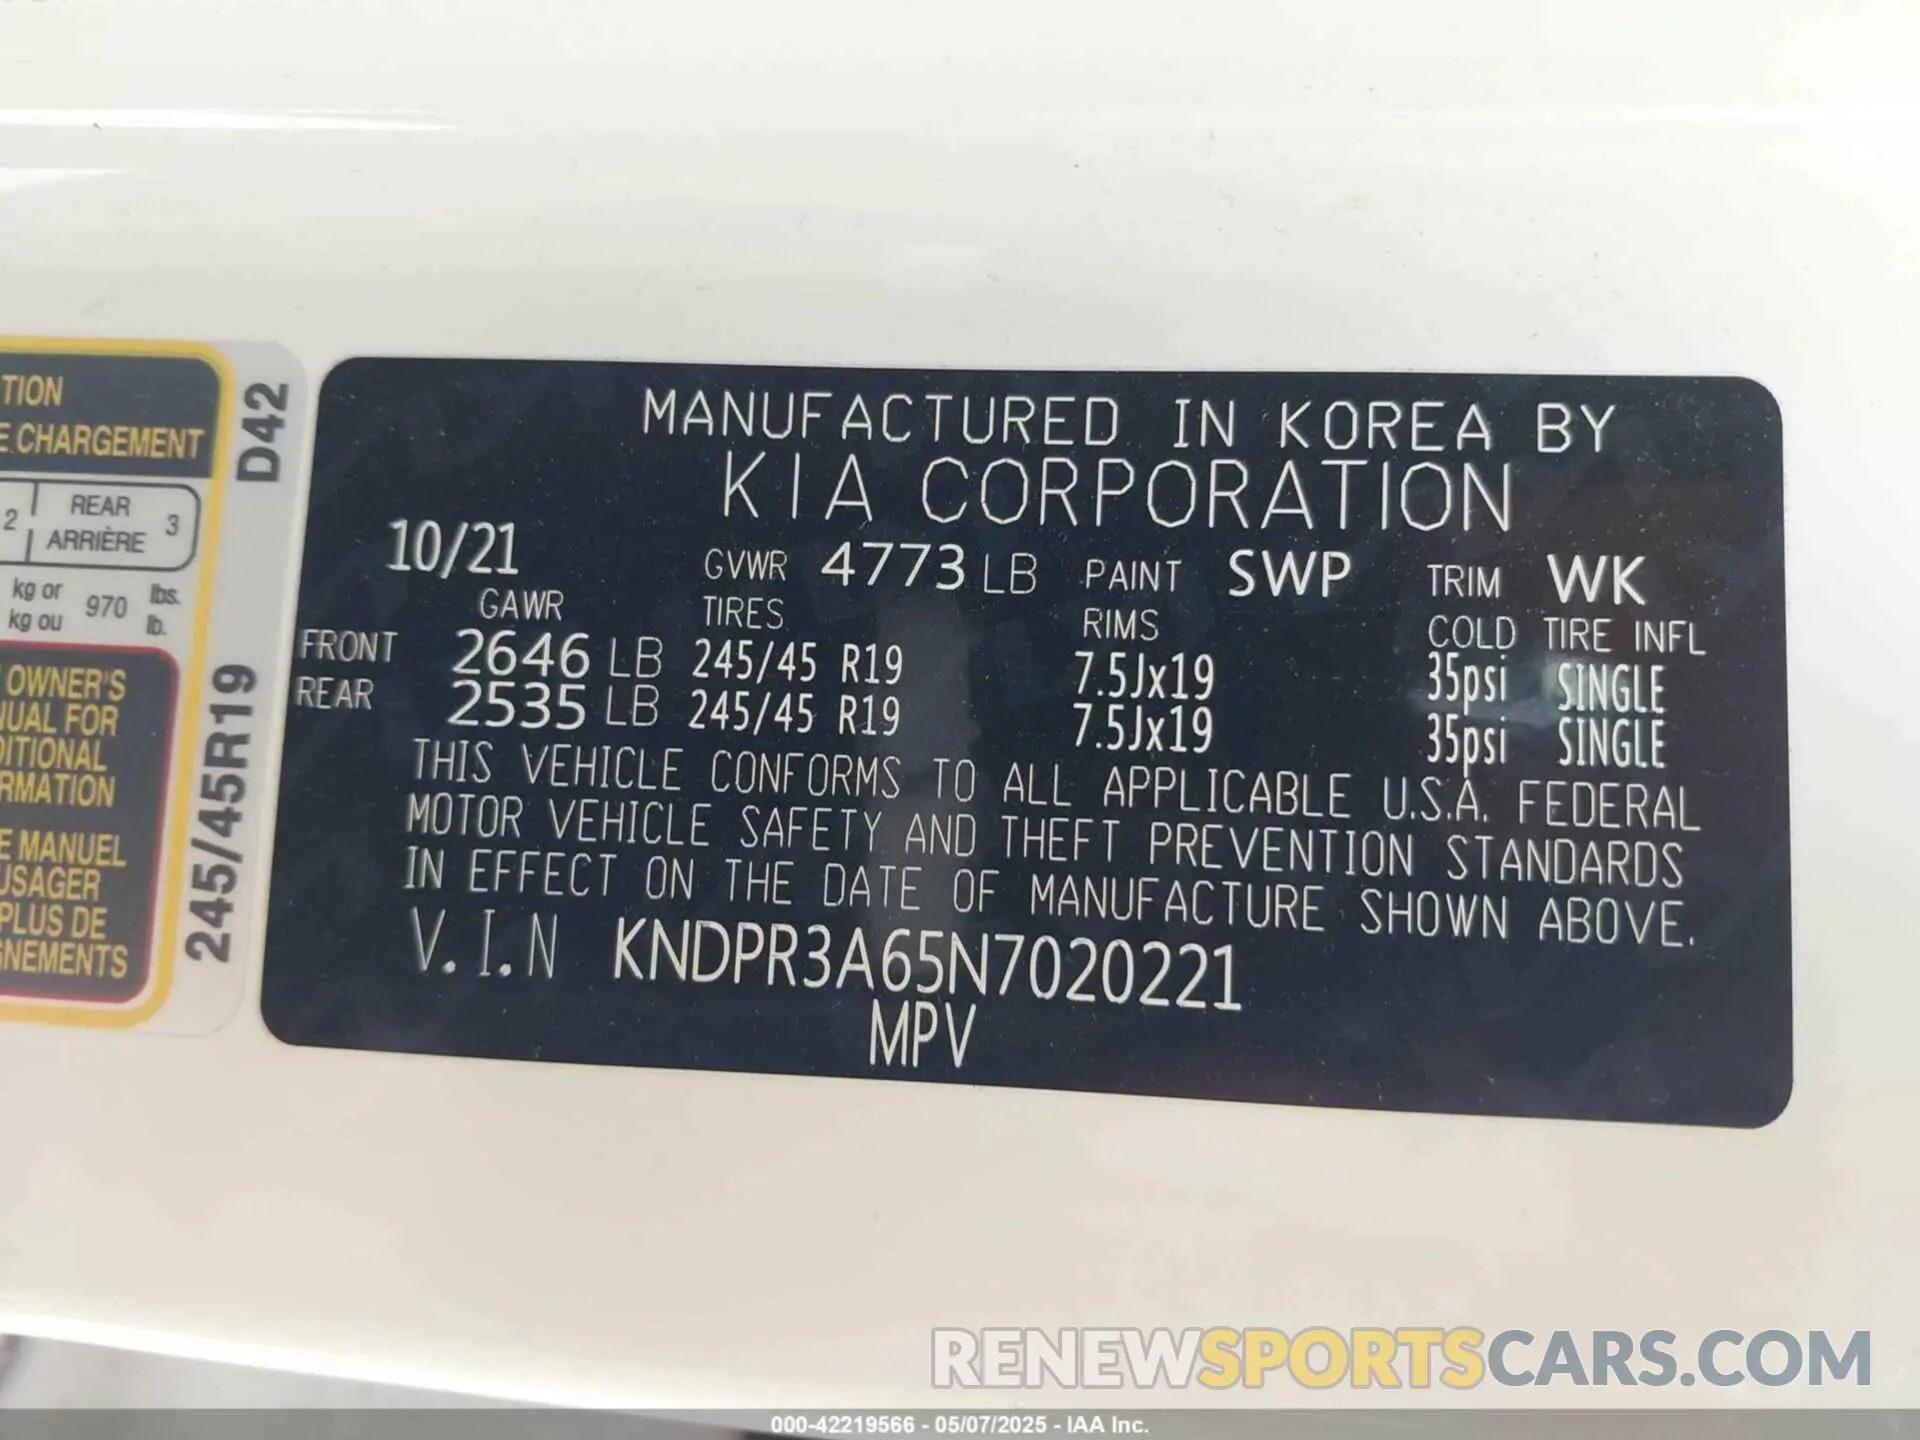 TION
E CHARGEMENT
2 REAR 3
ARRIÈRE
kg or 970 lbs.
kg ou lb.
OWNER'S
NUAL FOR
DITIONAL
RMATION
E MANUEL
USAGER
PLUS DE
GNEMENTS
D42
245/45R19
MANUFACTURED IN KOREA BY
KIA CORPORATION
10/21 GVWR 4773 LB PAINT SWP TRIM WK
GAWR TIRES RIMS COLD TIRE INFL
FRONT 2646 LB 245/45 R19 7.5Jx19 35psi SINGLE
REAR 2535 LB 245/45 R19 7.5Jx19 35psi SINGLE
THIS VEHICLE CONFORMS TO ALL APPLICABLE U.S.A. FEDERAL
MOTOR VEHICLE SAFETY AND THEFT PREVENTION STANDARDS
IN EFFECT ON THE DATE OF MANUFACTURE SHOWN ABOVE.
V.I.N KNDPR3A65N7020221
MPV
RENEWSPORTSCARS.COM
000-42219566 - 05/07/2025 - IAA Inc.